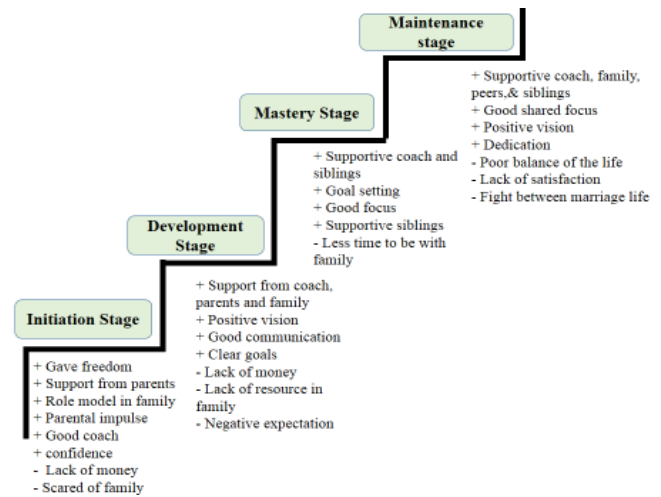 Maintenance
stage
+ Supportive coach, family,
peers,& siblings
+ Good shared focus
+ Positive vision
+ Dedication
- Poor balance of the life
- Lack of satisfaction
- Fight between marriage life
Mastery Stage
+ Supportive coach and
siblings
+ Goal setting
+ Good focus
+ Supportive siblings
- Less time to be with
family
Development
Stage
+ Support from coach,
parents and family
+ Positive vision
+ Good communication
+ Clear goals
- Lack of money
- Lack of resource in
family
- Negative expectation
Initiation Stage
+ Gave freedom
+ Support from parents
+ Role model in family
+ Parental impulse
+ Good coach
+ confidence
- Lack of money
- Scared of family